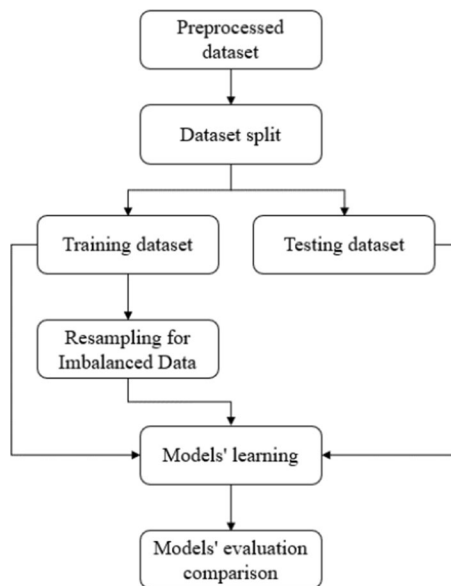 Preprocessed
dataset
Dataset split
Training dataset
Testing dataset
Resampling for
Imbalanced Data
Models' learning
Models' evaluation
comparison